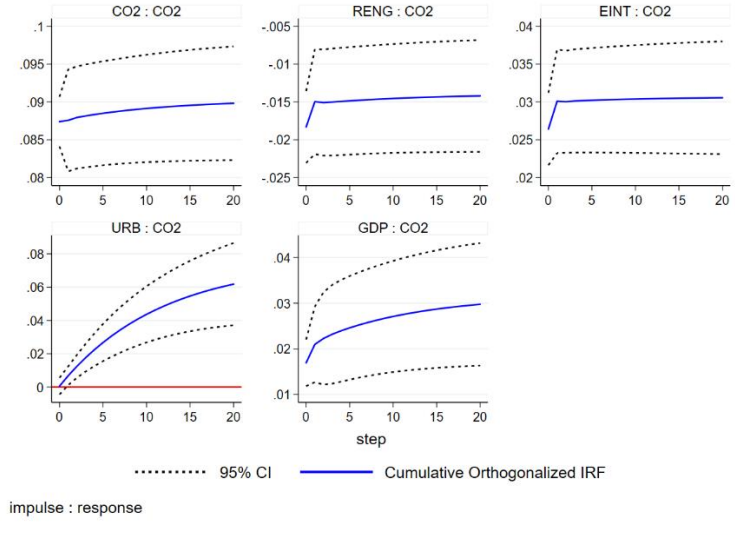 CO2 : CO2
RENG : CO2
EINT : CO2
.1
.095
.09
.085
.08
0 5 10 15 20
-.005
-.01
-.015
-.02
-.025
0 5 10 15 20
.04
.035
.03
.025
.02
0 5 10 15 20
URB : CO2
GDP : CO2
.08
.06
.04
.02
0
0 5 10 15 20
.04
.03
.02
.01
0 5 10 15 20
step
95% CI Cumulative Orthogonalized IRF
impulse : response